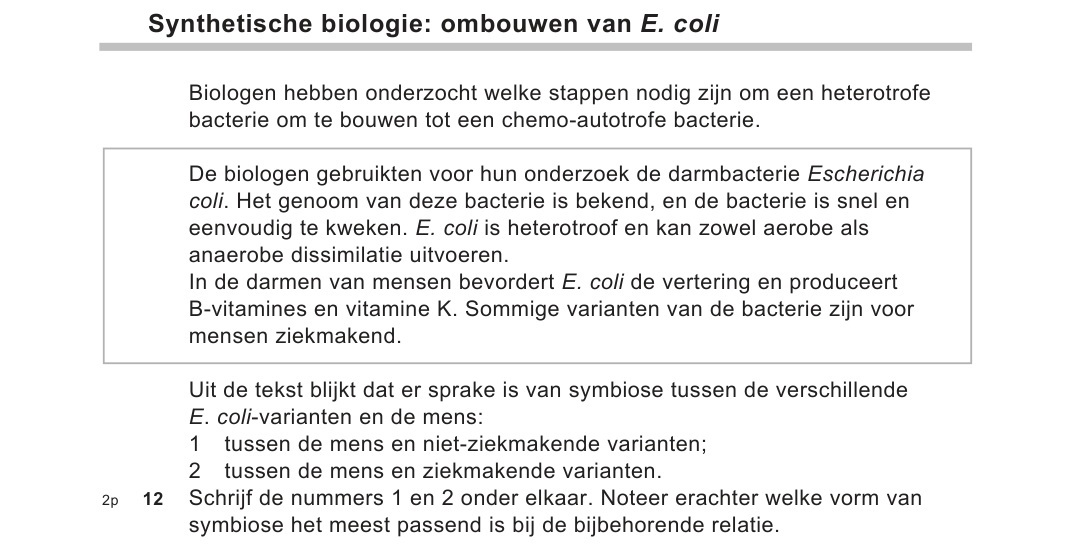 Synthetische biologie: ombouwen van E. coli
Biologen hebben onderzocht welke stappen nodig zijn om een heterotrofe
bacterie om te bouwen tot een chemo-autotrofe bacterie.
De biologen gebruikten voor hun onderzoek de darmbacterie Escherichia
coli. Het genoom van deze bacterie is bekend, en de bacterie is snel en
eenvoudig te kweken. E. coli is heterotroof en kan zowel aerobe als
anaerobe dissimilatie uitvoeren.
In de darmen van mensen bevordert E. coli de vertering en produceert
B-vitamines en vitamine K. Sommige varianten van de bacterie zijn voor
mensen ziekmakend.
Uit de tekst blijkt dat er sprake is van symbiose tussen de verschillende
E. coli-varianten en de mens:
1 tussen de mens en niet-ziekmakende varianten;
2 tussen de mens en ziekmakende varianten.
2p 12 Schrijf de nummers 1 en 2 onder elkaar. Noteer erachter welke vorm van
symbiose het meest passend is bij de bijbehorende relatie.